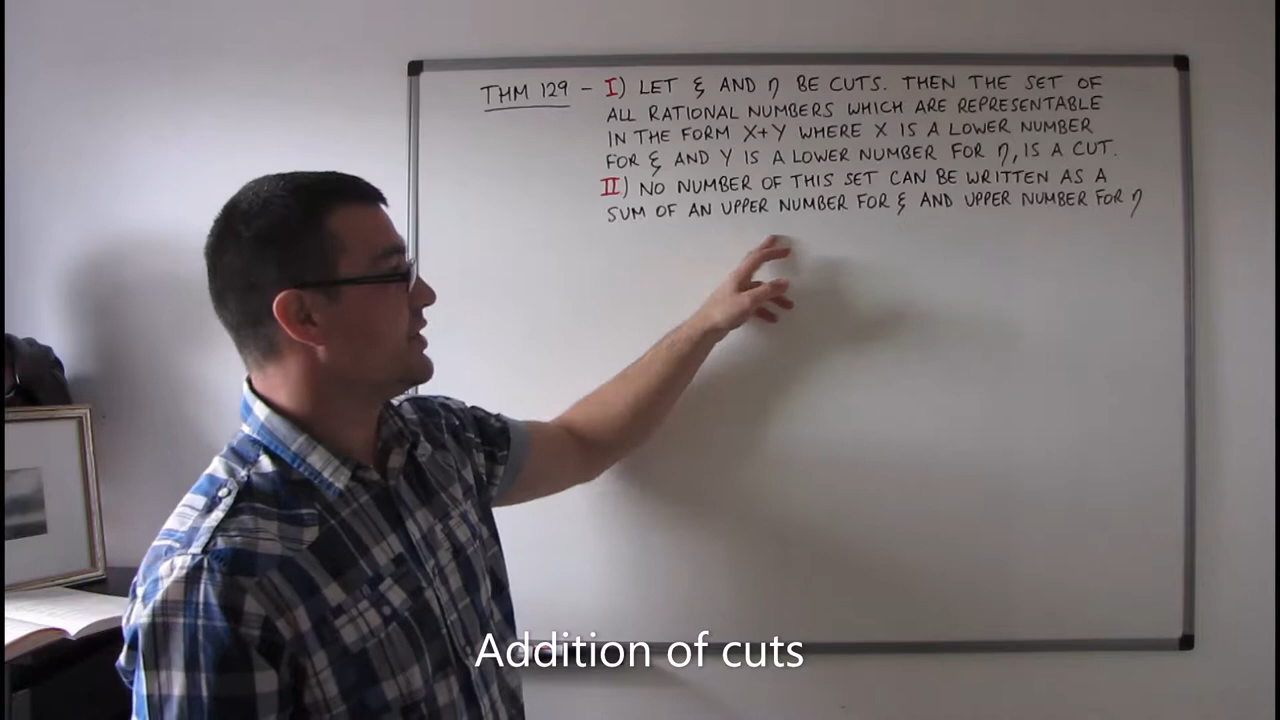 THM 129 - I) LET ξ AND η BE CUTS. THEN THE SET OF
ALL RATIONAL NUMBERS WHICH ARE REPRESENTABLE
IN THE FORM X+Y WHERE X IS A LOWER NUMBER
FOR ξ AND Y IS A LOWER NUMBER FOR η, IS A CUT.
II) NO NUMBER OF THIS SET CAN BE WRITTEN AS A
SUM OF AN UPPER NUMBER FOR ξ AND UPPER NUMBER FOR η
Addition of cuts